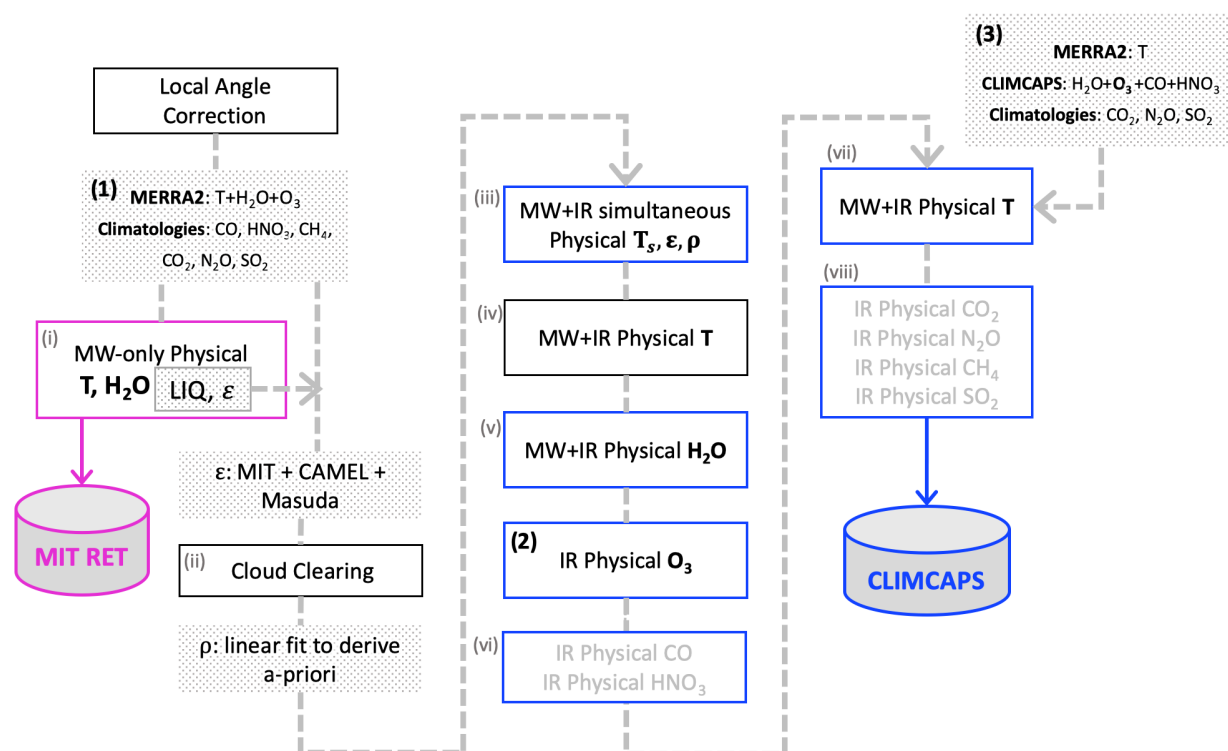 Local Angle
Correction
(1)
MERRA2: T+H₂O+O₃
Climatologies: CO, HNO₃, CH₄,
CO₂, N₂O, SO₂
(i)
MW-only Physical
T, H₂O
LIQ, ε
MIT RET
ε: MIT + CAMEL +
Masuda
(ii)
Cloud Clearing
ρ: linear fit to derive
a-priori
(iii)
MW+IR simultaneous
Physical Tₛ, ε, ρ
(iv)
MW+IR Physical T
(v)
MW+IR Physical H₂O
(2)
IR Physical O₃
(vi)
IR Physical CO
IR Physical HNO₃
(3)
MERRA2: T
CLIMCAPS: H₂O+O₃+CO+HNO₃
Climatologies: CO₂, N₂O, SO₂
(vii)
MW+IR Physical T
(viii)
IR Physical CO₂
IR Physical N₂O
IR Physical CH₄
IR Physical SO₂
CLIMCAPS